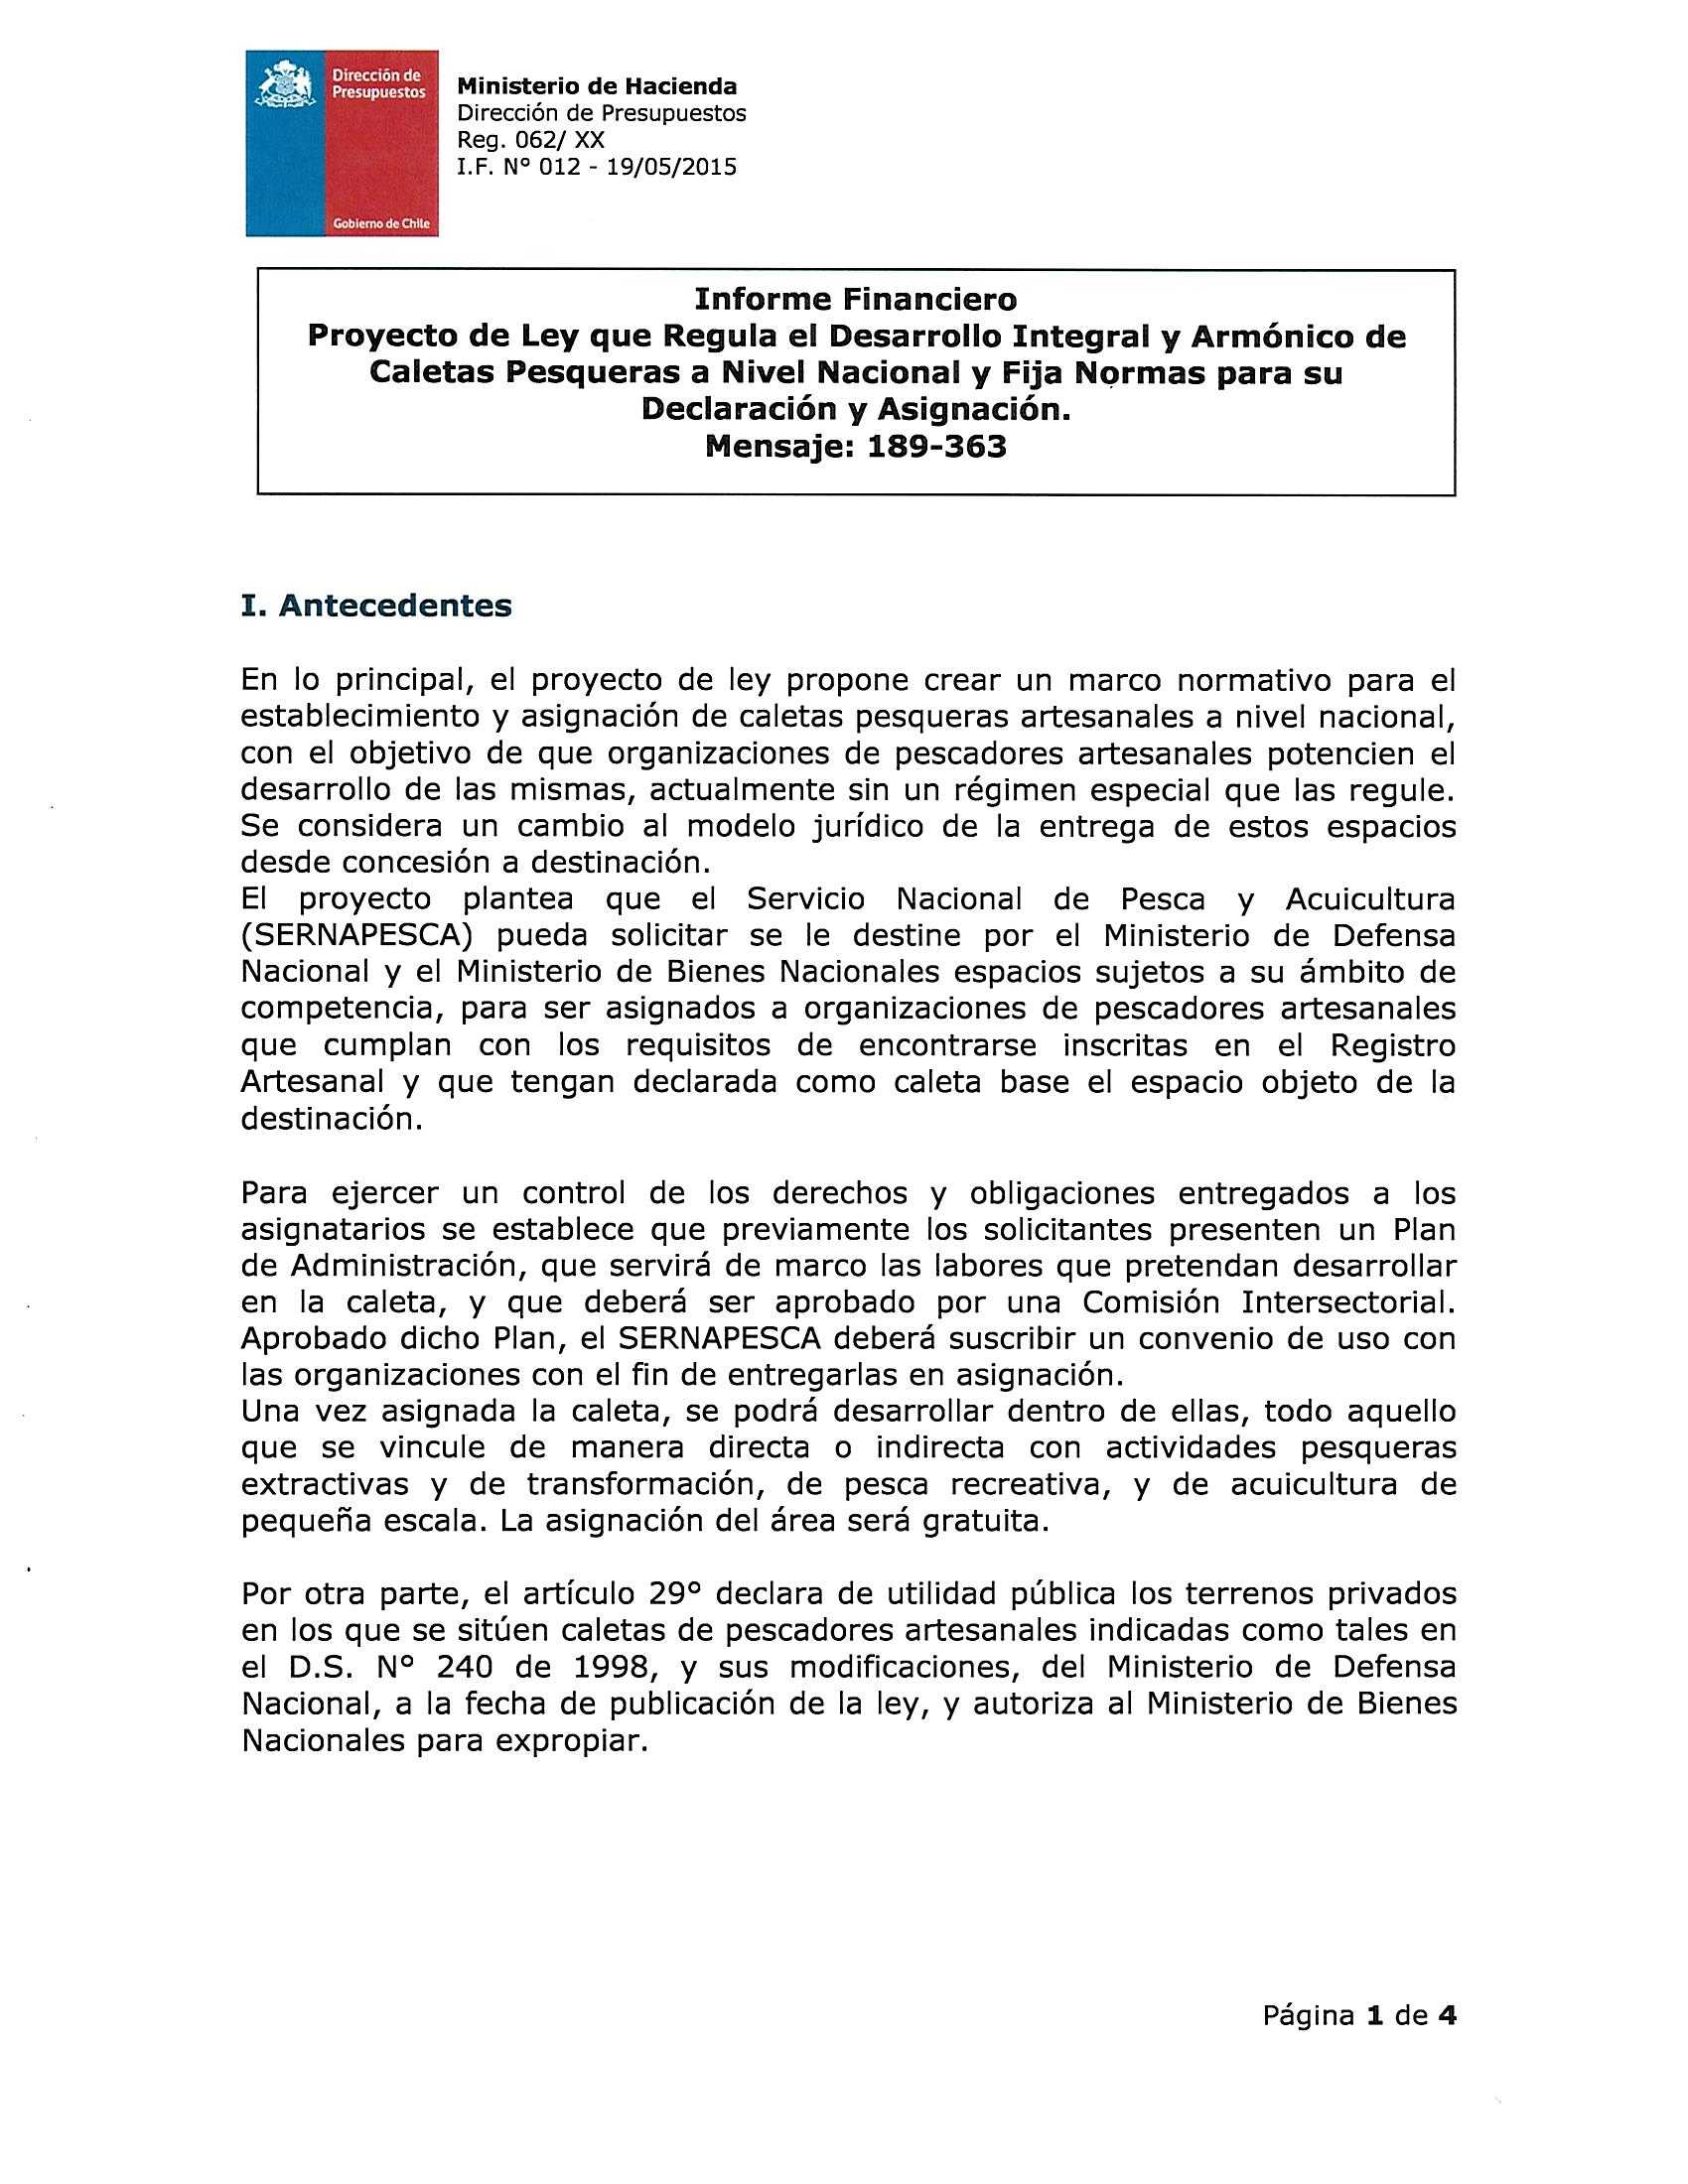 Dirección de
Presupuestos
Gobierno de Chile
Ministerio de Hacienda
Dirección de Presupuestos
Reg. 062/ XX
I.F. N° 012 - 19/05/2015
Informe Financiero
Proyecto de Ley que Regula el Desarrollo Integral y Armónico de
Caletas Pesqueras a Nivel Nacional y Fija Normas para su
Declaración y Asignación.
Mensaje: 189-363
I. Antecedentes
En lo principal, el proyecto de ley propone crear un marco normativo para el
establecimiento y asignación de caletas pesqueras artesanales a nivel nacional,
con el objetivo de que organizaciones de pescadores artesanales potencien el
desarrollo de las mismas, actualmente sin un régimen especial que las regule.
Se considera un cambio al modelo jurídico de la entrega de estos espacios
desde concesión a destinación.
El proyecto plantea que el Servicio Nacional de Pesca y Acuicultura
(SERNAPESCA) pueda solicitar se le destine por el Ministerio de Defensa
Nacional y el Ministerio de Bienes Nacionales espacios sujetos a su ámbito de
competencia, para ser asignados a organizaciones de pescadores artesanales
que cumplan con los requisitos de encontrarse inscritas en el Registro
Artesanal y que tengan declarada como caleta base el espacio objeto de la
destinación.
Para ejercer un control de los derechos y obligaciones entregados a los
asignatarios se establece que previamente los solicitantes presenten un Plan
de Administración, que servirá de marco las labores que pretendan desarrollar
en la caleta, y que deberá ser aprobado por una Comisión Intersectorial.
Aprobado dicho Plan, el SERNAPESCA deberá suscribir un convenio de uso con
las organizaciones con el fin de entregarlas en asignación.
Una vez asignada la caleta, se podrá desarrollar dentro de ellas, todo aquello
que se vincule de manera directa o indirecta con actividades pesqueras
extractivas y de transformación, de pesca recreativa, y de acuicultura de
pequeña escala. La asignación del área será gratuita.
Por otra parte, el artículo 29° declara de utilidad pública los terrenos privados
en los que se sitúen caletas de pescadores artesanales indicadas como tales en
el D.S. N° 240 de 1998, y sus modificaciones, del Ministerio de Defensa
Nacional, a la fecha de publicación de la ley, y autoriza al Ministerio de Bienes
Nacionales para expropiar.
Página 1 de 4